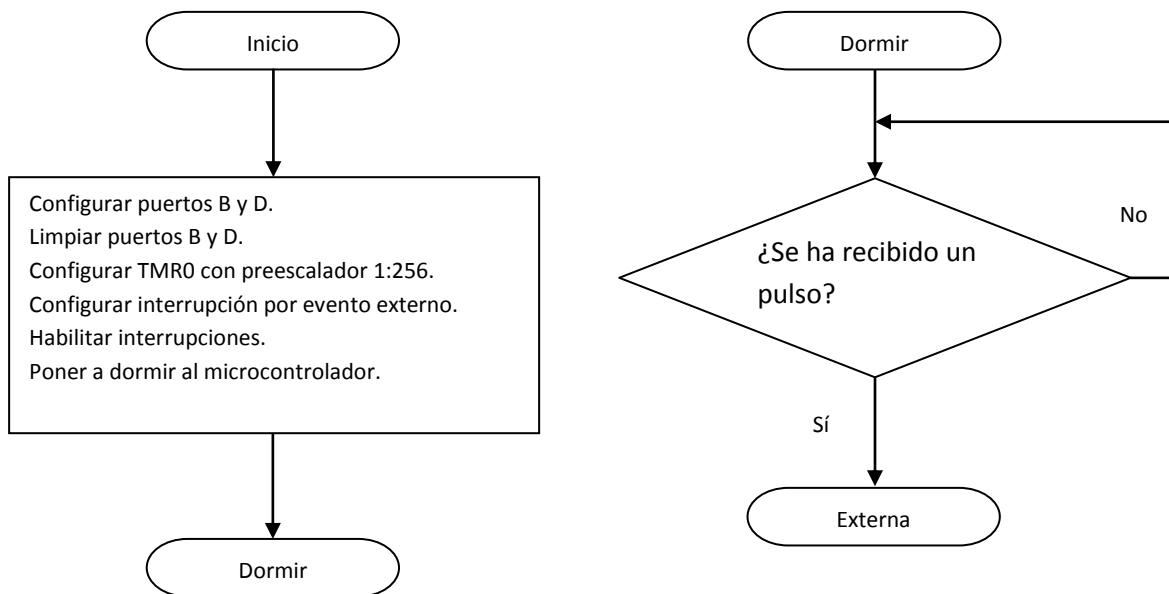 Inicio
Configurar puertos B y D.
Limpiar puertos B y D.
Configurar TMR0 con preescalador 1:256.
Configurar interrupción por evento externo.
Habilitar interrupciones.
Poner a dormir al microcontrolador.
Dormir
Dormir
¿Se ha recibido un
pulso?
No
Sí
Externa